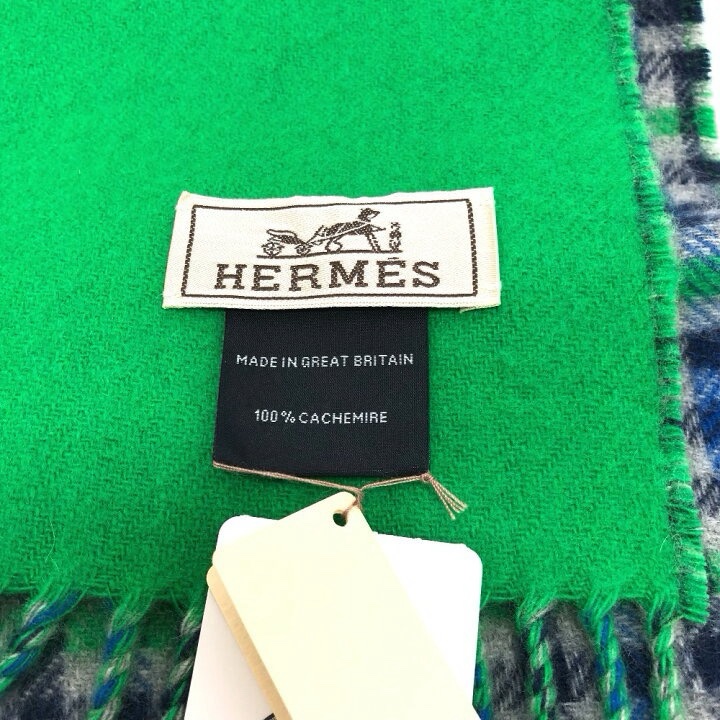 HERMÈS
MADE IN GREAT BRITAIN
100% CACHEMIRE